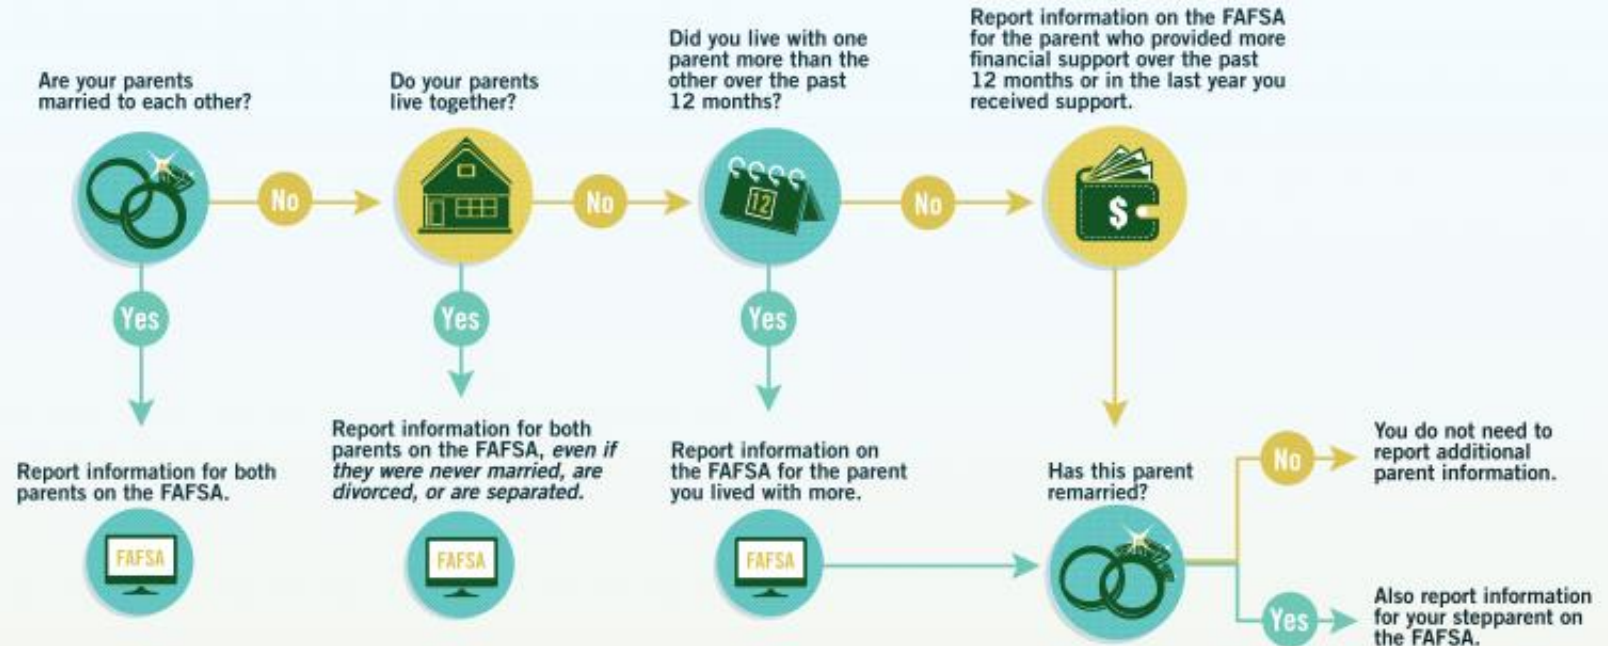 Are your parents
married to each other?
No
Yes
Report information for both
parents on the FAFSA.
FAFSA
Do your parents
live together?
No
Yes
Report information for both
parents on the FAFSA, even if
they were never married, are
divorced, or are separated.
FAFSA
Did you live with one
parent more than the
other over the past
12 months?
12
No
Yes
Report information on
the FAFSA for the parent
you lived with more.
FAFSA
Report information on the FAFSA
for the parent who provided more
financial support over the past
12 months or in the last year you
received support.
$
Has this parent
remarried?
No
You do not need to
report additional
parent information.
Yes
Also report information
for your stepparent on
the FAFSA.